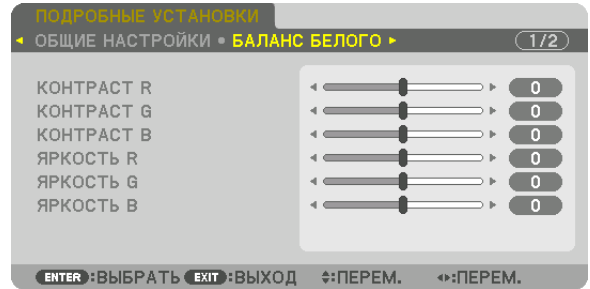 ПОДРОБНЫЕ УСТАНОВКИ
◂ ОБЩИЕ НАСТРОЙКИ • БАЛАНС БЕЛОГО ▸ 1/2
КОНТРАСТ R 0
КОНТРАСТ G 0
КОНТРАСТ B 0
ЯРКОСТЬ R 0
ЯРКОСТЬ G 0
ЯРКОСТЬ B 0
ENTER :ВЫБРАТЬ EXIT :ВЫХОД :ПЕРЕМ. :ПЕРЕМ.